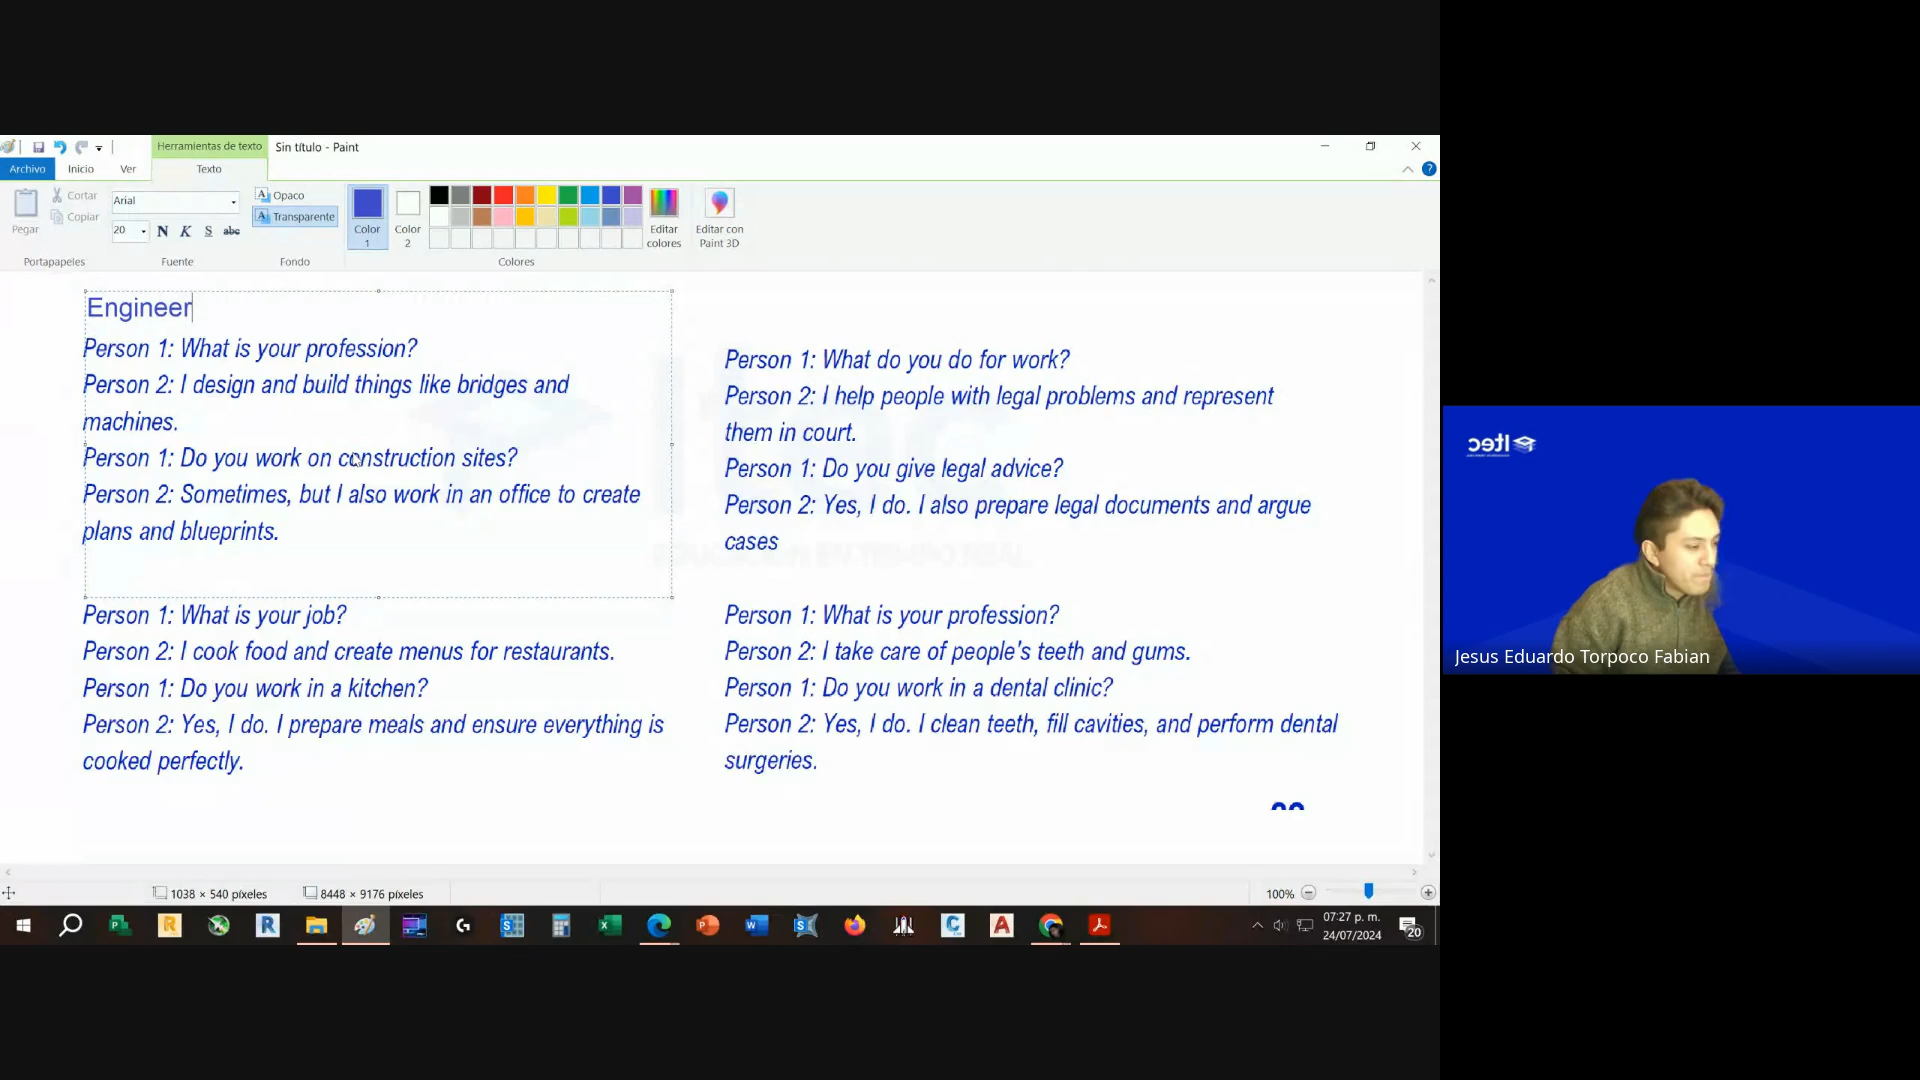 Herramientas de texto
Sin título - Paint
Archivo
Inicio
Ver
Texto
Pegar
Cortar
Copiar
Portapapeles
Arial
20
N K S abc
Fuente
Opaco
Transparente
Fondo
Color 1
Color 2
Editar colores
Editar con Paint 3D
Colores
Engineer
Person 1: What is your profession?
Person 2: I design and build things like bridges and
machines.
Person 1: Do you work on construction sites?
Person 2: Sometimes, but I also work in an office to create
plans and blueprints.
Person 1: What do you do for work?
Person 2: I help people with legal problems and represent
them in court.
Person 1: Do you give legal advice?
Person 2: Yes, I do. I also prepare legal documents and argue
cases
Person 1: What is your job?
Person 2: I cook food and create menus for restaurants.
Person 1: Do you work in a kitchen?
Person 2: Yes, I do. I prepare meals and ensure everything is
cooked perfectly.
Person 1: What is your profession?
Person 2: I take care of people's teeth and gums.
Person 1: Do you work in a dental clinic?
Person 2: Yes, I do. I clean teeth, fill cavities, and perform dental
surgeries.
1038 × 540 píxeles
8448 × 9176 píxeles
100%
07:27 p. m.
24/07/2024
20
Itec
Jesus Eduardo Torpoco Fabian